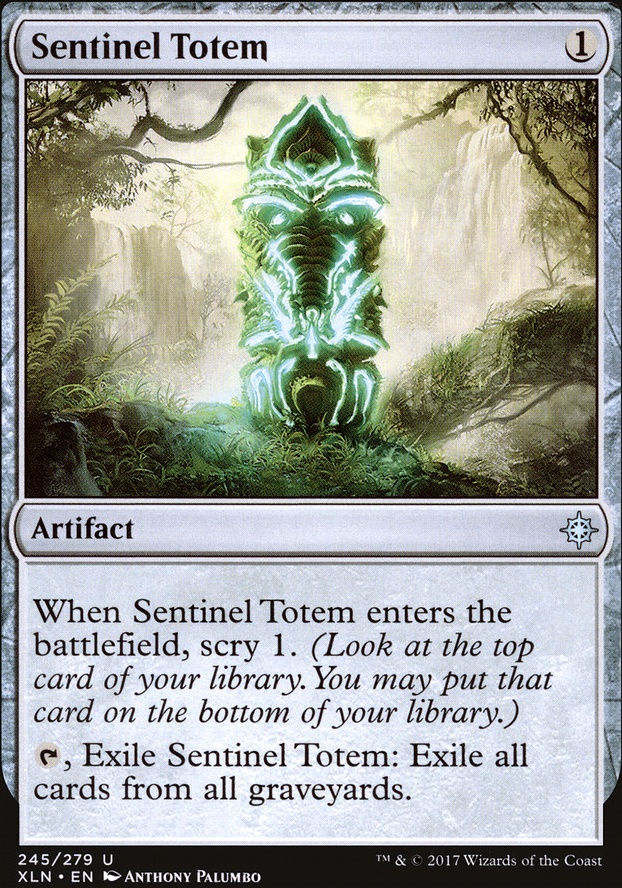 Sentinel Totem 1
Artifact
When Sentinel Totem enters the
battlefield, scry 1. (Look at the top
card of your library. You may put that
card on the bottom of your library.)
, Exile Sentinel Totem: Exile all
cards from all graveyards.
245/279 U
XLN • EN Anthony Palumbo
™ & © 2017 Wizards of the Coast